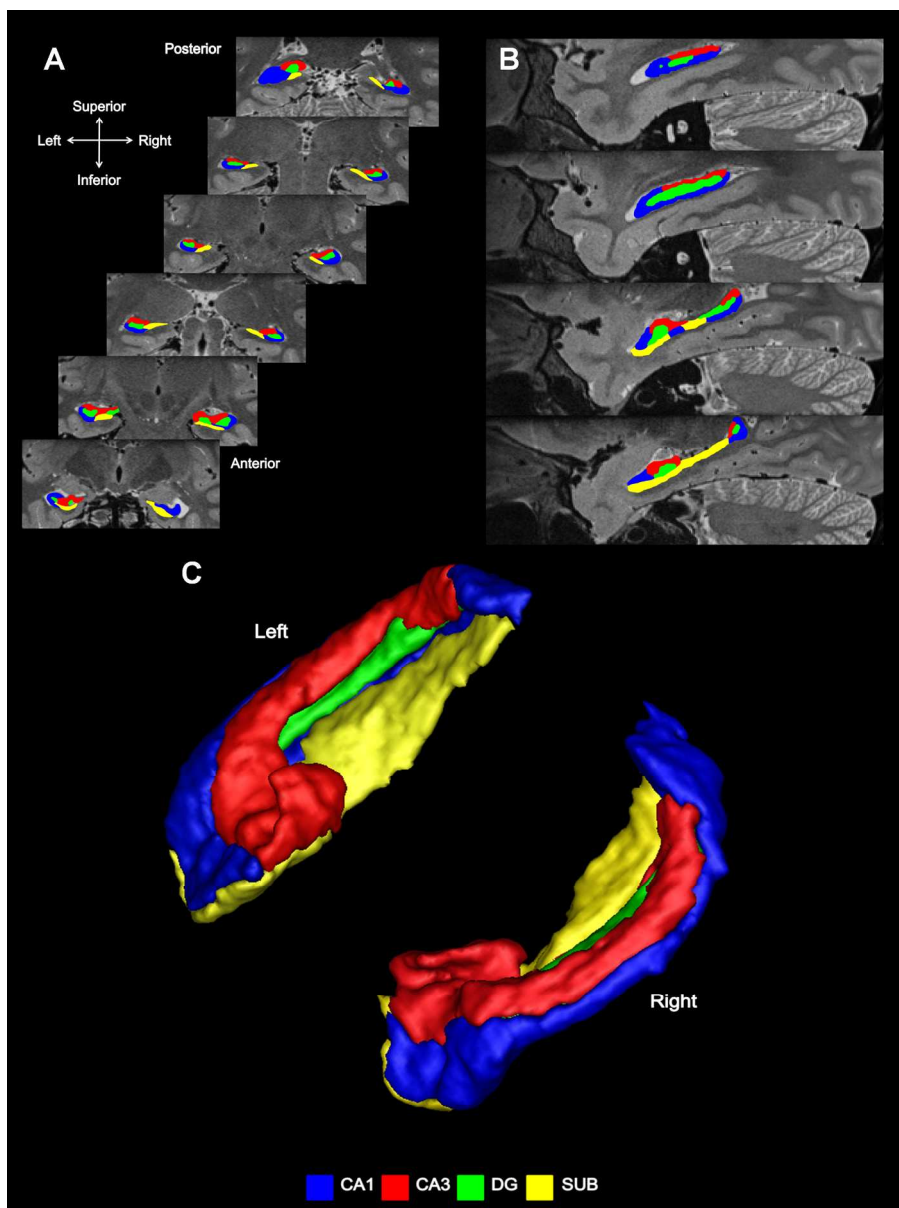 A
Posterior
B
Superior
Left
Right
Inferior
Anterior
C
Left
Right
CA1 CA3 DG SUB